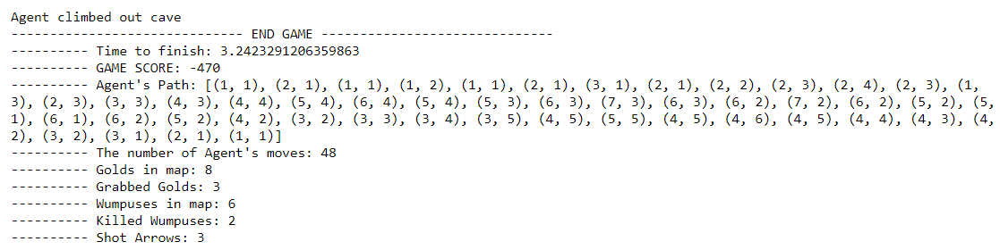 Agent climbed out cave
------------------------------ END GAME ------------------------------
---------- Time to finish: 3.2423291206359863
---------- GAME SCORE: -470
---------- Agent's Path: [(1, 1), (2, 1), (1, 1), (1, 2), (1, 1), (2, 1), (3, 1), (2, 1), (2, 2), (2, 3), (2, 4), (2, 3), (1,
3), (2, 3), (3, 3), (4, 3), (4, 4), (5, 4), (6, 4), (5, 4), (5, 3), (6, 3), (7, 3), (6, 3), (6, 2), (7, 2), (6, 2), (5, 2), (5,
1), (6, 1), (6, 2), (5, 2), (4, 2), (3, 2), (3, 3), (3, 4), (3, 5), (4, 5), (5, 5), (4, 5), (4, 6), (4, 5), (4, 4), (4, 3), (4,
2), (3, 2), (3, 1), (2, 1), (1, 1)]
---------- The number of Agent's moves: 48
---------- Golds in map: 8
---------- Grabbed Golds: 3
---------- Wumpuses in map: 6
---------- Killed Wumpuses: 2
---------- Shot Arrows: 3